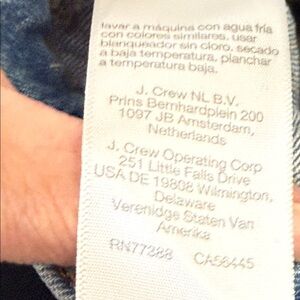 lavar a máquina con agua fría
con colores similares, usar
blanqueador sin cloro, secado
a baja temperatura, planchar
a temperatura baja.
J. Crew NL B.V.
Prins Bernhardplein 200
1097 JB Amsterdam,
Netherlands
J. Crew Operating Corp
251 Little Falls Drive
USA DE 19808 Wilmington,
Delaware
Verenidge Staten Van
Amerika
RN77388 CA56445